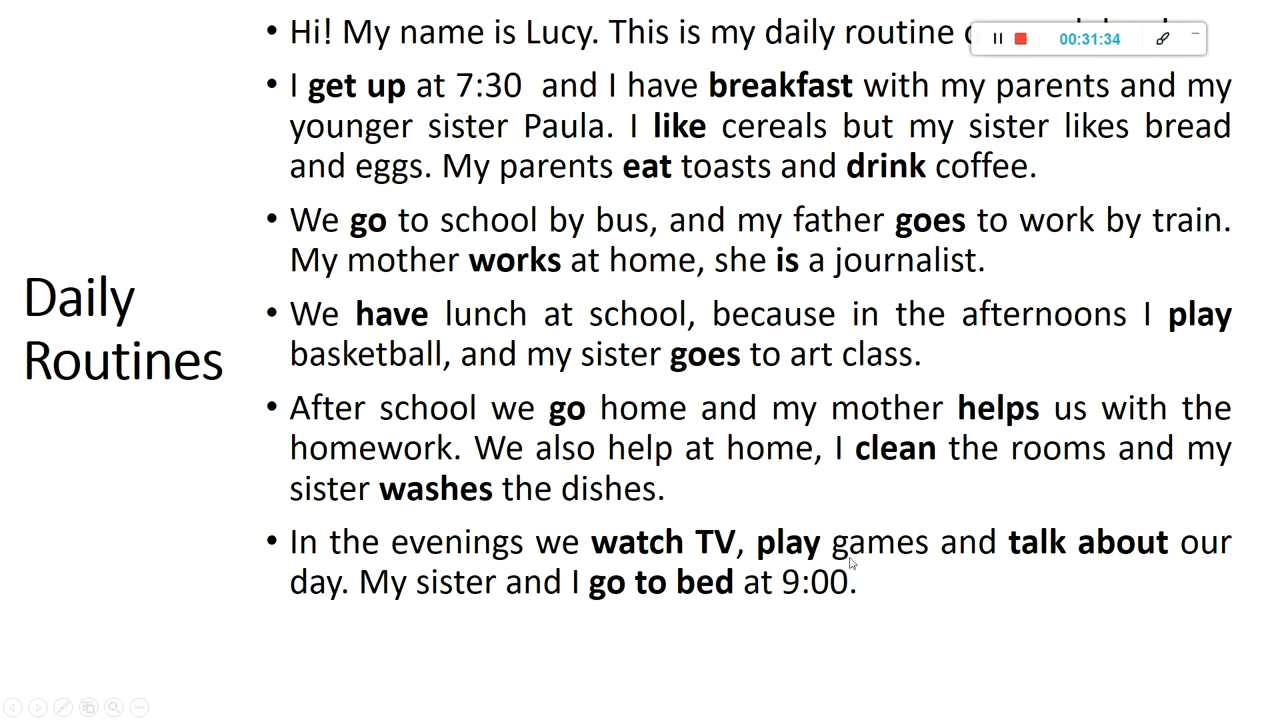 Hi! My name is Lucy. This is my daily routine
00:31:34
I get up at 7:30 and I have breakfast with my parents and my
younger sister Paula. I like cereals but my sister likes bread
and eggs. My parents eat toasts and drink coffee.
We go to school by bus, and my father goes to work by train.
My mother works at home, she is a journalist.
Daily
Routines
We have lunch at school, because in the afternoons I play
basketball, and my sister goes to art class.
After school we go home and my mother helps us with the
homework. We also help at home, I clean the rooms and my
sister washes the dishes.
In the evenings we watch TV, play games and talk about our
day. My sister and I go to bed at 9:00.